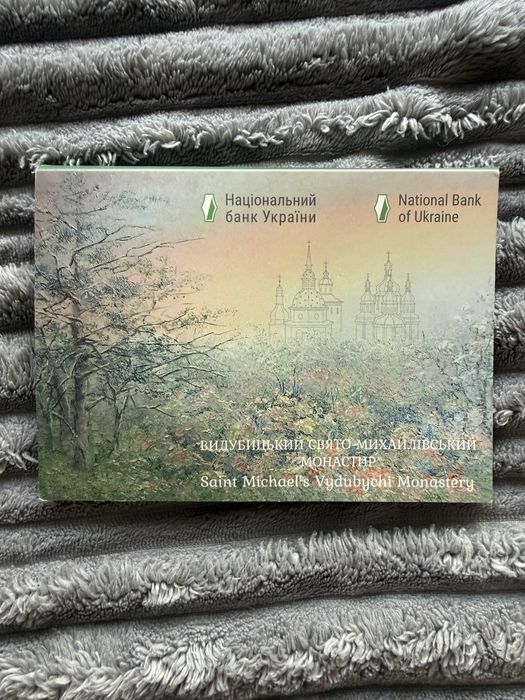 Національний
банк України
National Bank
of Ukraine
ВИДУБИЦЬКИЙ СВЯТО-МИХАЙЛІВСЬКИЙ
МОНАСТИР
Saint Michael's Vydubychi Monastery